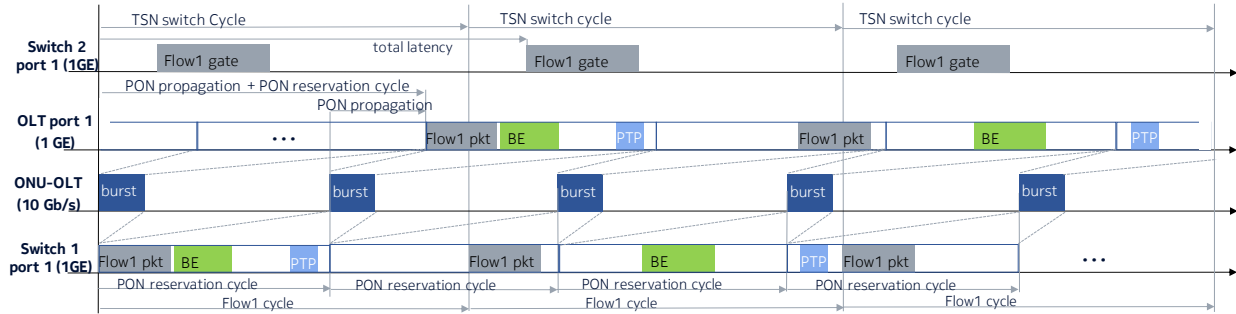 TSN switch Cycle
TSN switch cycle
TSN switch cycle
total latency
Switch 2
port 1 (1GE)
Flow1 gate
Flow1 gate
Flow1 gate
PON propagation + PON reservation cycle
PON propagation
OLT port 1
(1 GE)
...
Flow1 pkt
BE
PTP
Flow1 pkt
BE
PTP
ONU-OLT
(10 Gb/s)
burst
burst
burst
burst
burst
Switch 1
port 1 (1GE)
Flow1 pkt
BE
PTP
Flow1 pkt
BE
PTP
Flow1 pkt
...
PON reservation cycle
PON reservation cycle
PON reservation cycle
PON reservation cycle
Flow1 cycle
Flow1 cycle
Flow1 cycle